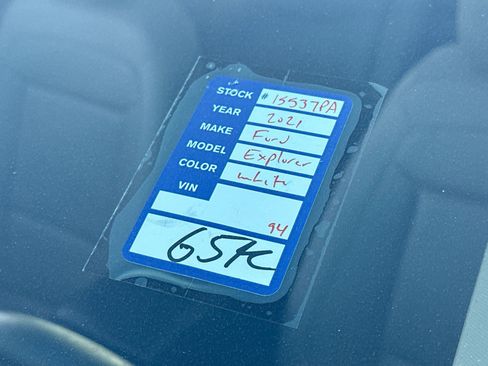 STOCK # 15537PA
YEAR 2021
MAKE Ford
MODEL Explorer
COLOR white
VIN
94
65K